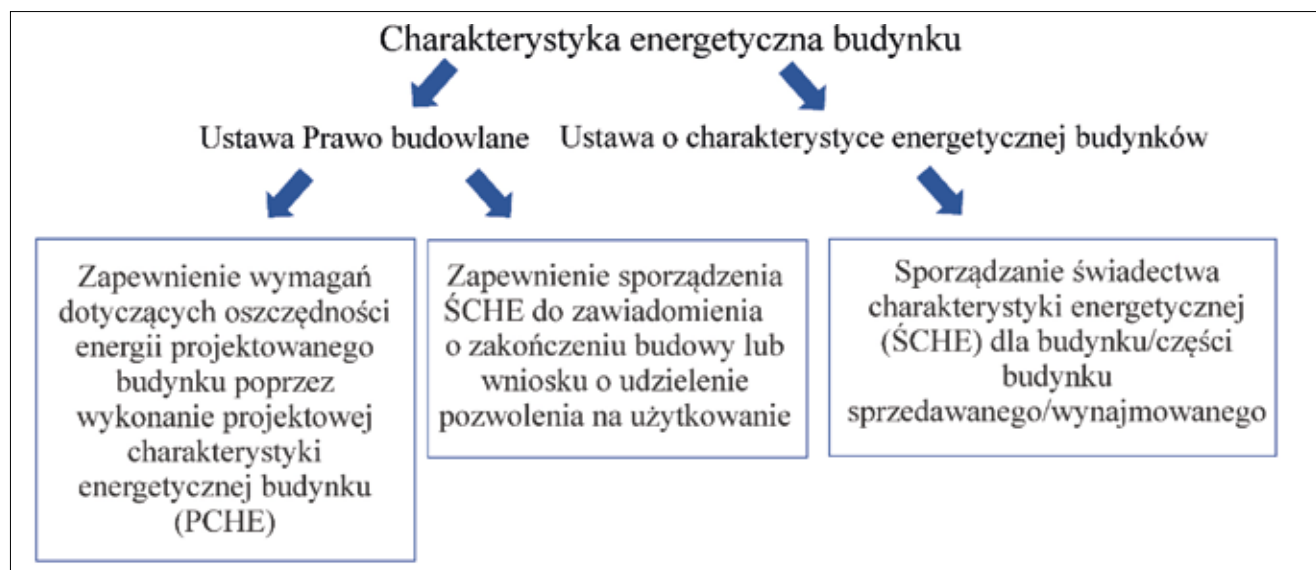 Charakterystyka energetyczna budynku
Ustawa Prawo budowlane
Ustawa o charakterystyce energetycznej budynków
Zapewnienie wymagań
dotyczących oszczędności
energii projektowanego
budynku poprzez
wykonanie projektowej
charakterystyki
energetycznej budynku
(PCHE)
Zapewnienie sporządzenia
ŚCHE do zawiadomienia
o zakończeniu budowy lub
wniosku o udzielenie
pozwolenia na użytkowanie
Sporządzanie świadectwa
charakterystyki energetycznej
(ŚCHE) dla budynku/części
budynku
sprzedawanego/wynajmowanego